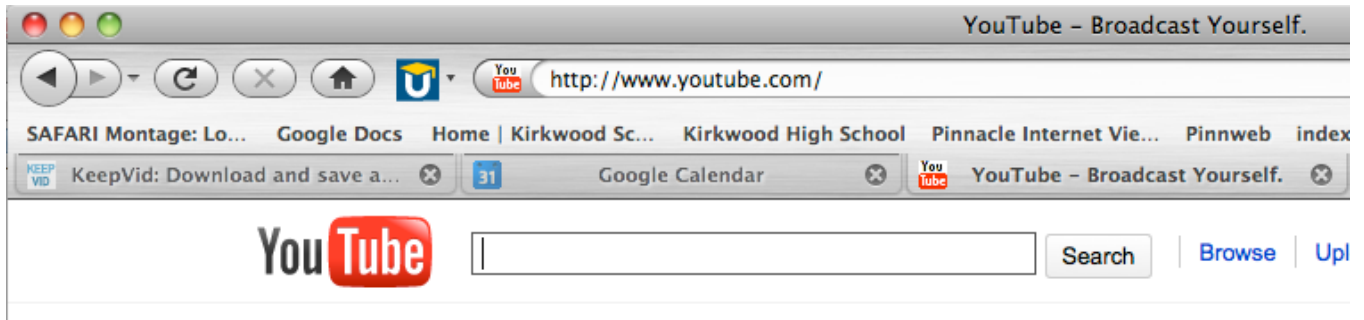 YouTube – Broadcast Yourself.
You Tube http://www.youtube.com/
SAFARI Montage: Lo... Google Docs Home | Kirkwood Sc... Kirkwood High School Pinnacle Internet Vie... Pinnweb index
KEEP VID KeepVid: Download and save a... 31 Google Calendar You Tube YouTube – Broadcast Yourself.
YouTube Search Browse Upl